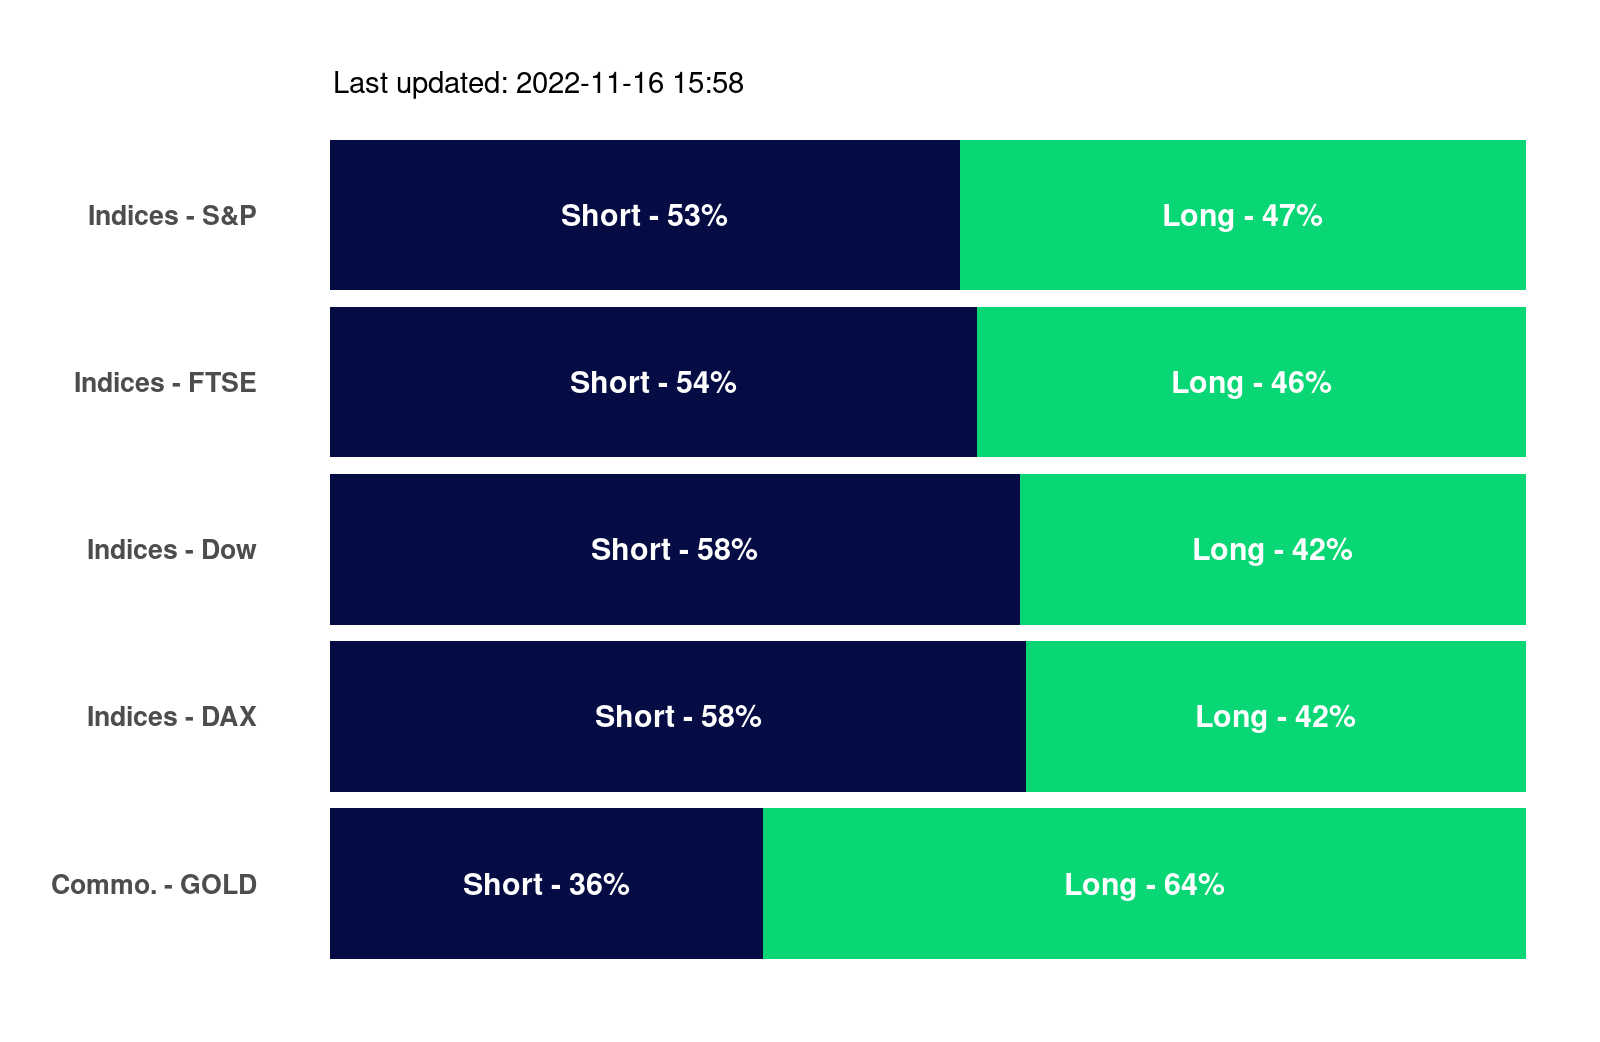 Last updated: 2022-11-16 15:58
Indices - S&P Short - 53% Long - 47%
Indices - FTSE Short - 54% Long - 46%
Indices - Dow Short - 58% Long - 42%
Indices - DAX Short - 58% Long - 42%
Commo. - GOLD Short - 36% Long - 64%